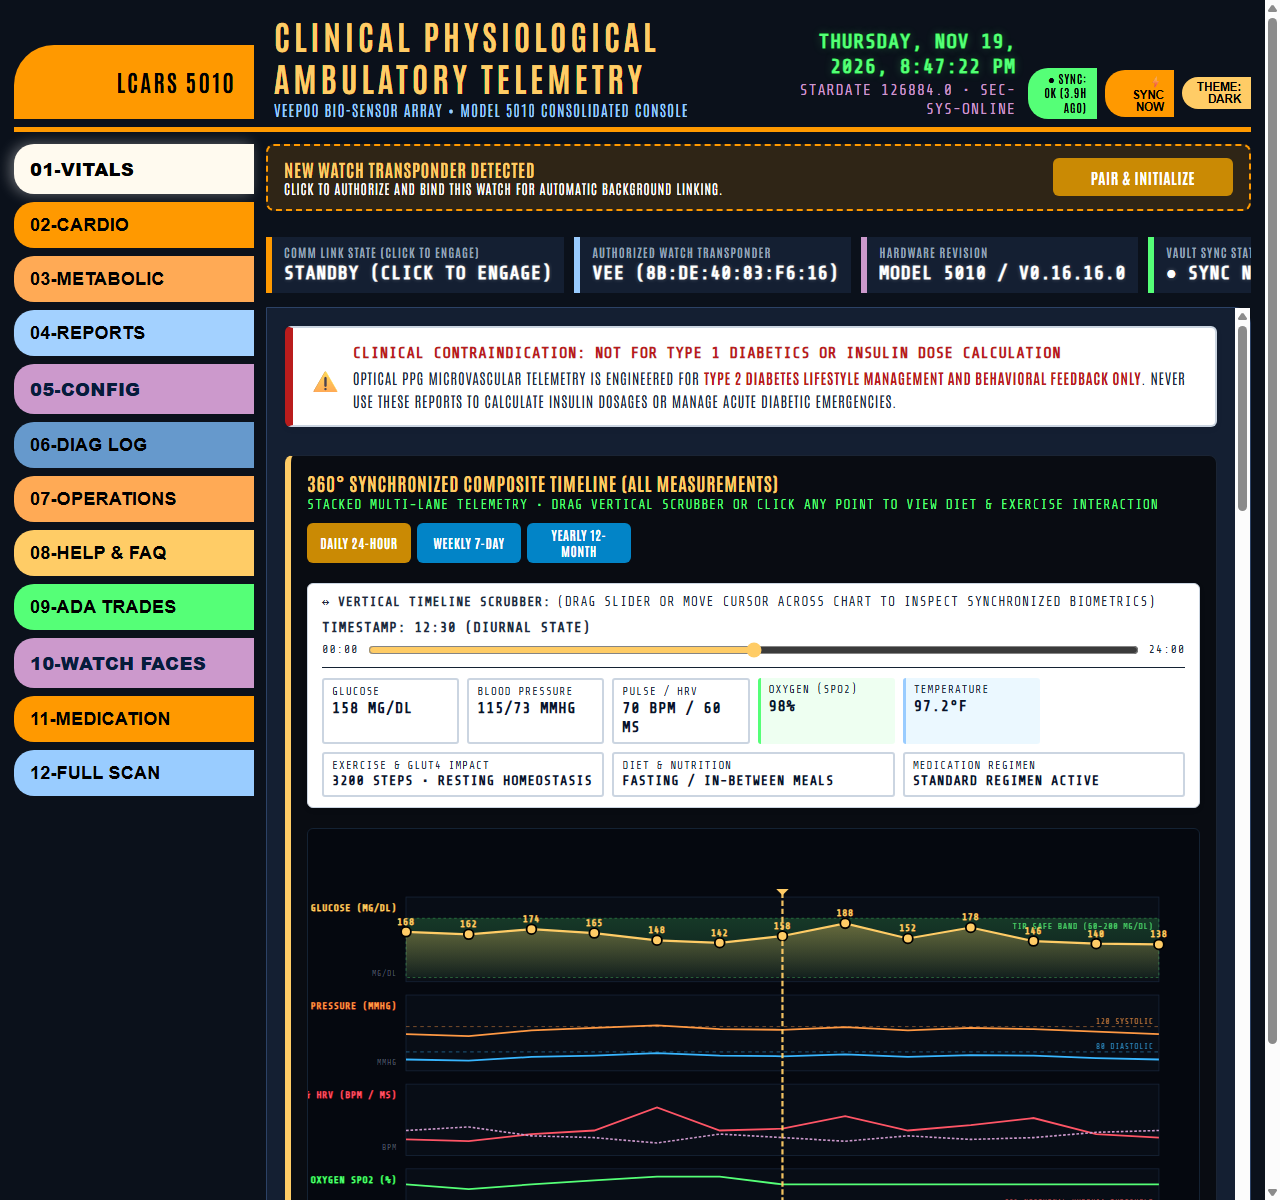 LCARS 5010
CLINICAL PHYSIOLOGICAL
AMBULATORY TELEMETRY
VEEPOO BIO-SENSOR ARRAY • MODEL 5010 CONSOLIDATED CONSOLE
THURSDAY, NOV 19,
2026, 8:47:22 PM
STARDATE 126884.0 · SEC-
SYS-ONLINE
● SYNC:
OK (3.9H
AGO)
SYNC
NOW
THEME:
DARK
01-VITALS
02-CARDIO
03-METABOLIC
04-REPORTS
05-CONFIG
06-DIAG LOG
07-OPERATIONS
08-HELP & FAQ
09-ADA TRADES
10-WATCH FACES
11-MEDICATION
12-FULL SCAN
NEW WATCH TRANSPONDER DETECTED
CLICK TO AUTHORIZE AND BIND THIS WATCH FOR AUTOMATIC BACKGROUND LINKING.
PAIR & INITIALIZE
COMM LINK STATE (CLICK TO ENGAGE)
STANDBY (CLICK TO ENGAGE)
AUTHORIZED WATCH TRANSPONDER
VEE (8B:DE:40:83:F6:16)
HARDWARE REVISION
MODEL 5010 / V0.16.16.0
VAULT SYNC STAT
● SYNC N
CLINICAL CONTRAINDICATION: NOT FOR TYPE 1 DIABETICS OR INSULIN DOSE CALCULATION
OPTICAL PPG MICROVASCULAR TELEMETRY IS ENGINEERED FOR TYPE 2 DIABETES LIFESTYLE MANAGEMENT AND BEHAVIORAL FEEDBACK ONLY. NEVER
USE THESE REPORTS TO CALCULATE INSULIN DOSAGES OR MANAGE ACUTE DIABETIC EMERGENCIES.
360° SYNCHRONIZED COMPOSITE TIMELINE (ALL MEASUREMENTS)
STACKED MULTI-LANE TELEMETRY · DRAG VERTICAL SCRUBBER OR CLICK ANY POINT TO VIEW DIET & EXERCISE INTERACTION
DAILY 24-HOUR
WEEKLY 7-DAY
YEARLY 12-
MONTH
↔ VERTICAL TIMELINE SCRUBBER: (DRAG SLIDER OR MOVE CURSOR ACROSS CHART TO INSPECT SYNCHRONIZED BIOMETRICS)
TIMESTAMP: 12:30 (DIURNAL STATE)
00:00
24:00
GLUCOSE
158 MG/DL
BLOOD PRESSURE
115/73 MMHG
PULSE / HRV
70 BPM / 60
MS
OXYGEN (SPO2)
98%
TEMPERATURE
97.2°F
EXERCISE & GLUT4 IMPACT
3200 STEPS · RESTING HOMEOSTASIS
DIET & NUTRITION
FASTING / IN-BETWEEN MEALS
MEDICATION REGIMEN
STANDARD REGIMEN ACTIVE
GLUCOSE (MG/DL)
168 162 174 165 148 142 158 188 152 178 146 140 138
TIR SAFE BAND (60-200 MG/DL)
MG/DL
PRESSURE (MMHG)
120 SYSTOLIC
80 DIASTOLIC
MMHG
HRV (BPM / MS)
BPM
OXYGEN SPO2 (%)